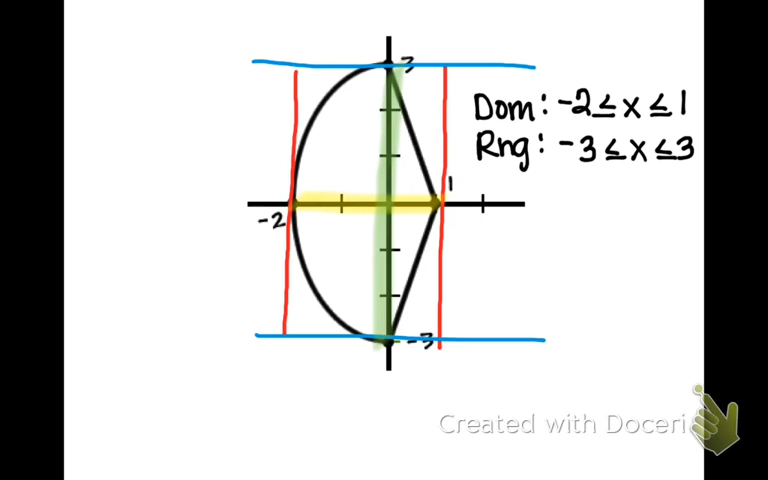 3
Dom: -2 ≤ x ≤ 1
Rng: -3 ≤ x ≤ 3
1
-2
-3
Created with Doceri